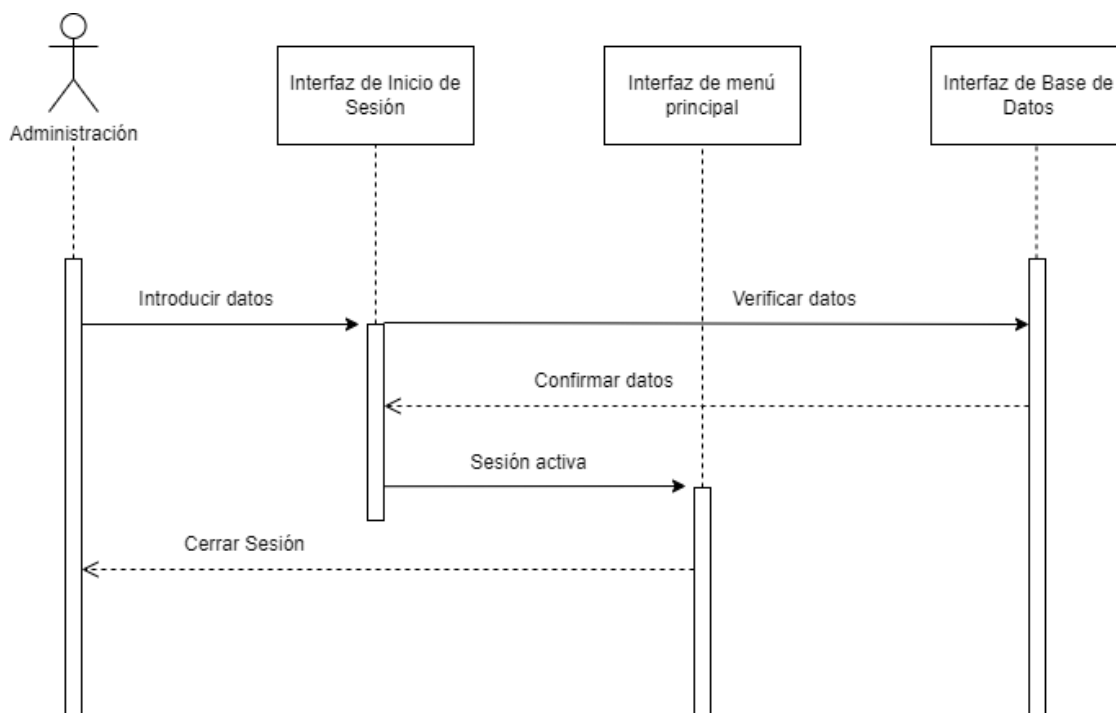 Administración
Interfaz de Inicio de
Sesión
Interfaz de menú
principal
Interfaz de Base de
Datos
Introducir datos
Verificar datos
Confirmar datos
Sesión activa
Cerrar Sesión